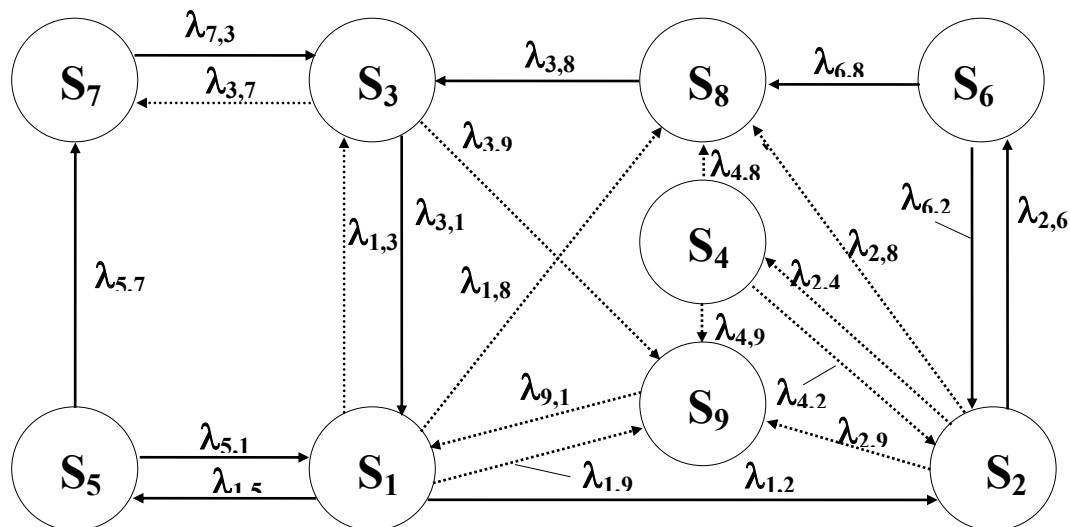 λ7,3
λ3,8
λ6,8
S7
S3
S8
S6
λ3,7
λ3,9
λ4,8
λ6,2
λ2,6
λ1,3
λ3,1
S4
λ2,8
λ5,7
λ1,8
λ2,4
λ4,9
λ9,1
λ4,2
S9
λ5,1
λ2,9
S5
S1
λ1,5
λ1,9
λ1,2
S2